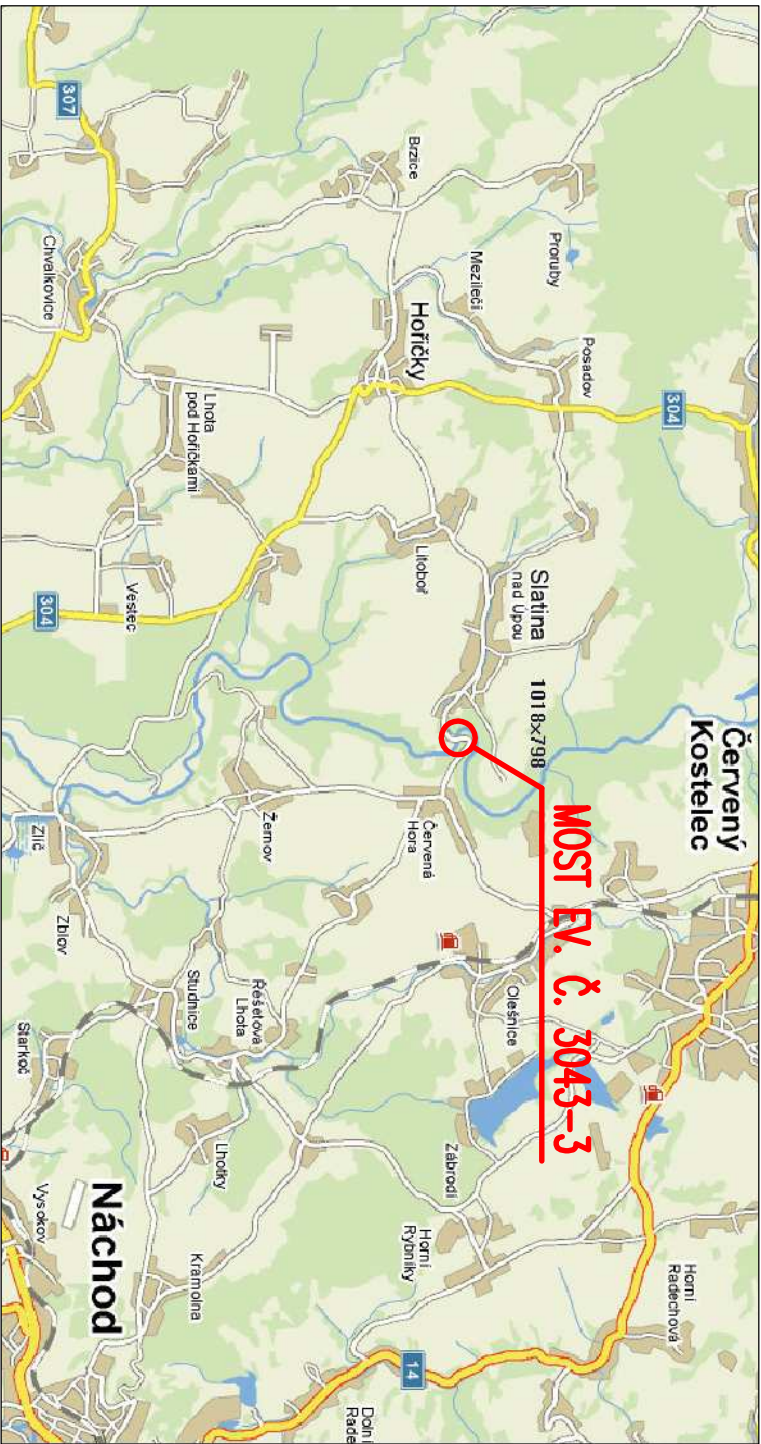 Červený
Kostelec
Horní
Radechová
304
MOST EV. Č. 3043-3
Posadov
Proruby
1018x798
Slatina
nad Úpou
Olešnice
Mezilečí
Zábrodí
Horní
Rybníky
Brzice
Hořičky
Litoboř
Červená
Hora
14
Dolní
Rade
Žernov
Řešetova
Lhota
Lhotky
Lhota
pod Hořičkami
Studnice
Kramolna
Vestec
Náchod
307
Zblov
Chvalkovice
304
Vysokov
Zlíč
Starkoč